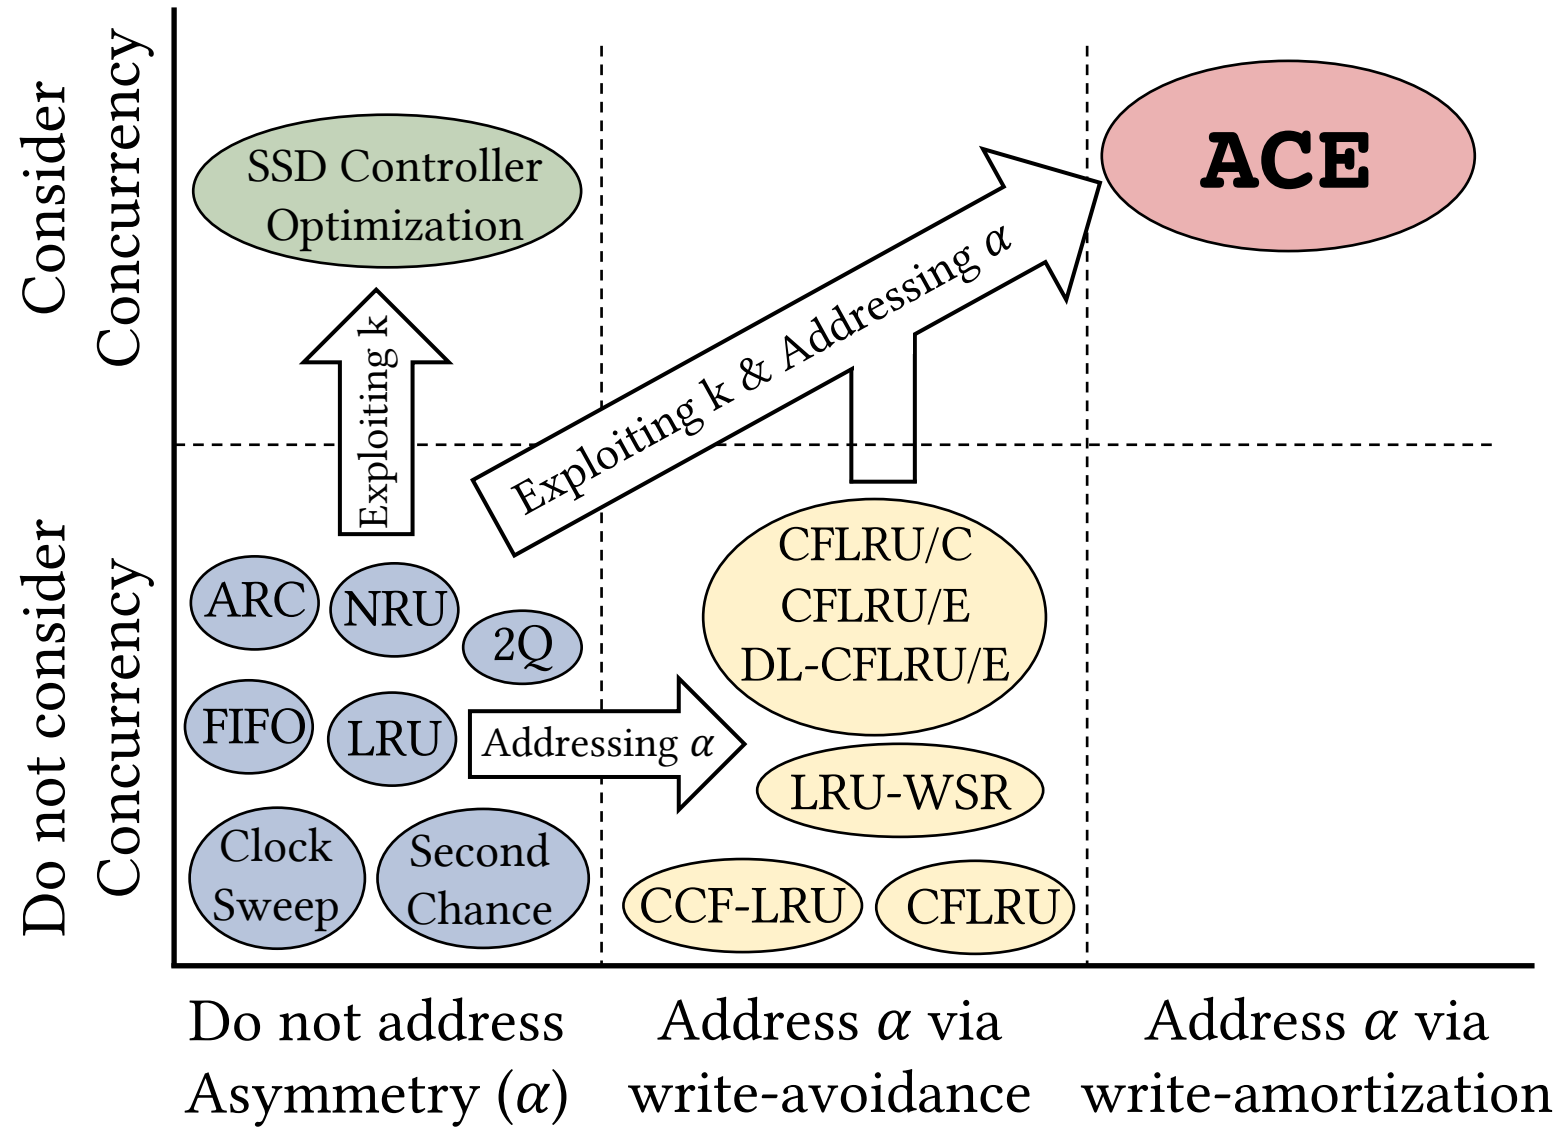 Consider
Concurrency
SSD Controller
Optimization
ACE
Exploiting k
Exploiting k & Addressing α
Do not consider
Concurrency
ARC
NRU
2Q
FIFO
LRU
Addressing α
Clock
Sweep
Second
Chance
CFLRU/C
CFLRU/E
DL-CFLRU/E
LRU-WSR
CCF-LRU
CFLRU
Do not address
Asymmetry (α)
Address α via
write-avoidance
Address α via
write-amortization